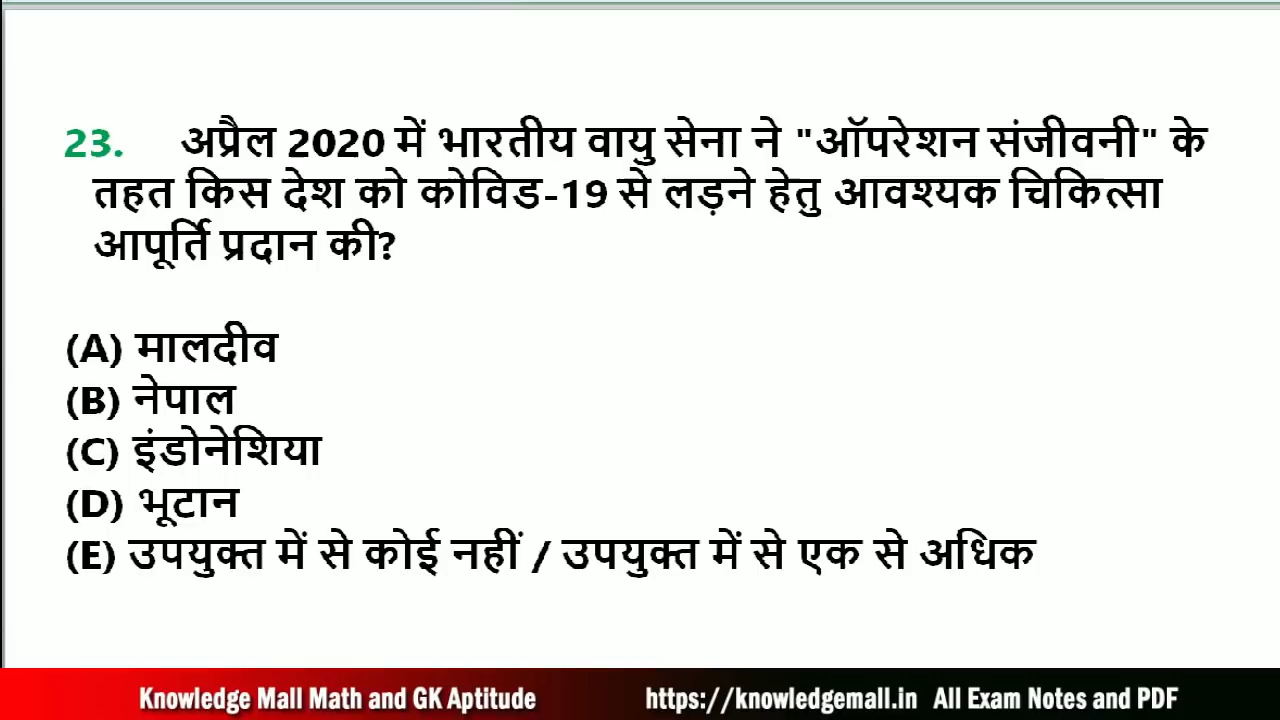 23. अप्रैल 2020 में भारतीय वायु सेना ने "ऑपरेशन संजीवनी" के
तहत किस देश को कोविड-19 से लड़ने हेतु आवश्यक चिकित्सा
आपूर्ति प्रदान की?
(A) मालदीव
(B) नेपाल
(C) इंडोनेशिया
(D) भूटान
(E) उपयुक्त में से कोई नहीं / उपयुक्त में से एक से अधिक
Knowledge Mall Math and GK Aptitude https://knowledgemall.in All Exam Notes and PDF